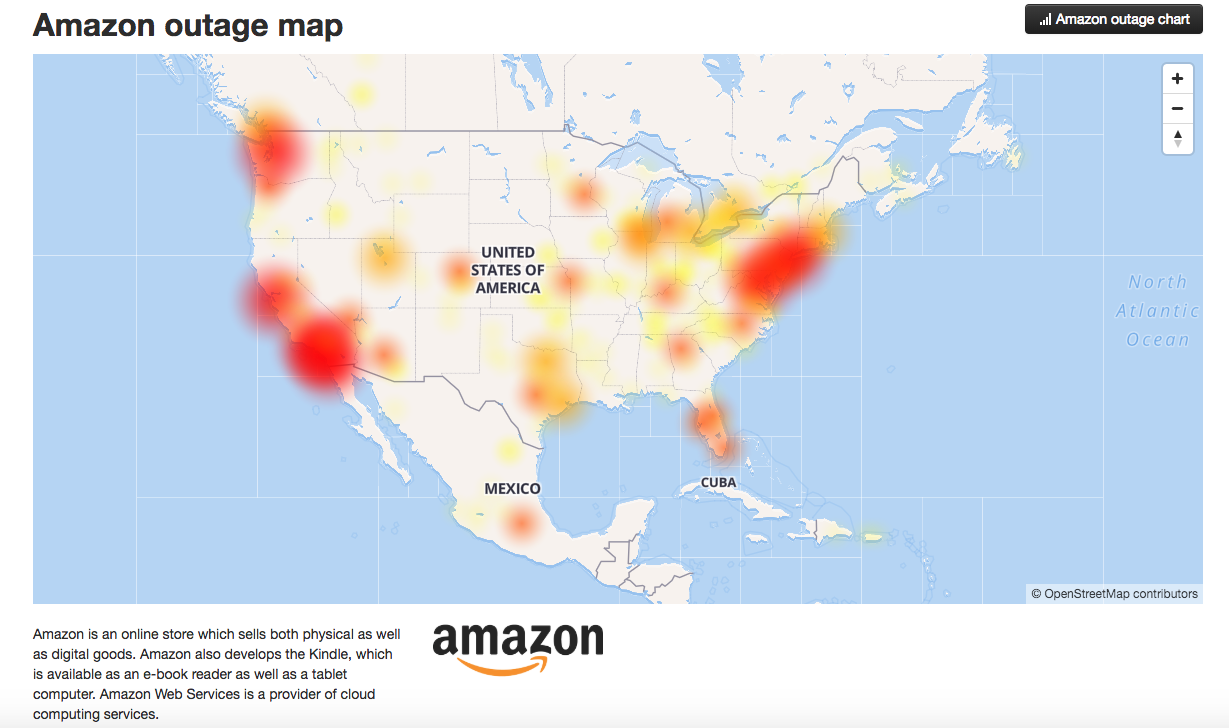 Amazon outage map
Amazon outage chart
+
−
UNITED
STATES OF
AMERICA
North
Atlantic
Ocean
MEXICO
CUBA
© OpenStreetMap contributors
Amazon is an online store which sells both physical as well
as digital goods. Amazon also develops the Kindle, which
is available as an e-book reader as well as a tablet
computer. Amazon Web Services is a provider of cloud
computing services.
amazon